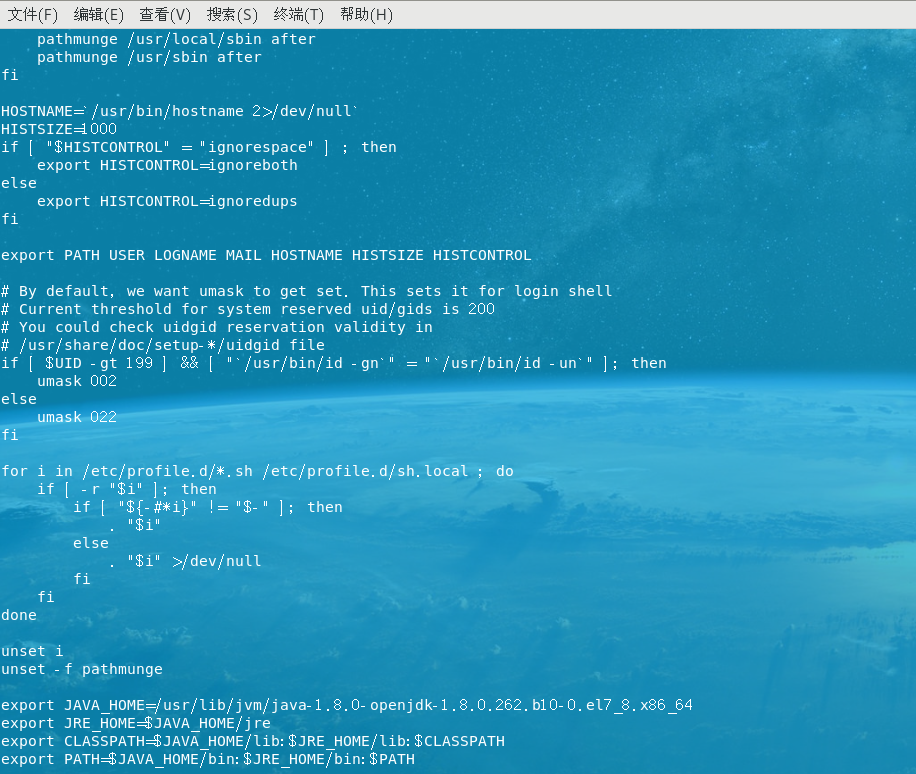 文件(F) 编辑(E) 查看(V) 搜索(S) 终端(T) 帮助(H)
    pathmunge /usr/local/sbin after
    pathmunge /usr/sbin after
fi

HOSTNAME=`/usr/bin/hostname 2>/dev/null`
HISTSIZE=1000
if [ "$HISTCONTROL" = "ignorespace" ] ; then
    export HISTCONTROL=ignoreboth
else
    export HISTCONTROL=ignoredups
fi

export PATH USER LOGNAME MAIL HOSTNAME HISTSIZE HISTCONTROL

# By default, we want umask to get set. This sets it for login shell
# Current threshold for system reserved uid/gids is 200
# You could check uidgid reservation validity in
# /usr/share/doc/setup-*/uidgid file
if [ $UID -gt 199 ] && [ "`/usr/bin/id -gn`" = "`/usr/bin/id -un`" ]; then
    umask 002
else
    umask 022
fi

for i in /etc/profile.d/*.sh /etc/profile.d/sh.local ; do
    if [ -r "$i" ]; then
        if [ "${-#*i}" != "$-" ]; then
            . "$i"
        else
            . "$i" >/dev/null
        fi
    fi
done

unset i
unset -f pathmunge

export JAVA_HOME=/usr/lib/jvm/java-1.8.0-openjdk-1.8.0.262.b10-0.el7_8.x86_64
export JRE_HOME=$JAVA_HOME/jre
export CLASSPATH=$JAVA_HOME/lib:$JRE_HOME/lib:$CLASSPATH
export PATH=$JAVA_HOME/bin:$JRE_HOME/bin:$PATH